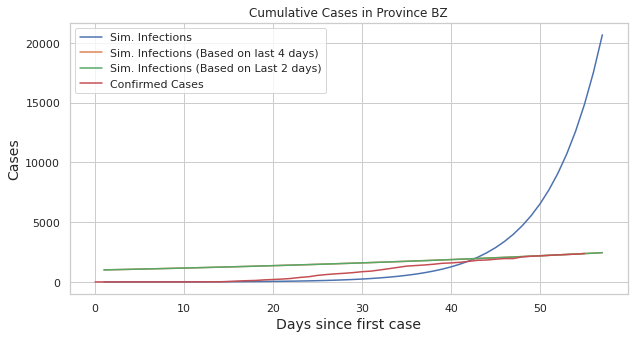 Cumulative Cases in Province BZ
Sim. Infections
Sim. Infections (Based on last 4 days)
Sim. Infections (Based on Last 2 days)
Confirmed Cases
20000
15000
10000
5000
0
Cases
0 10 20 30 40 50
Days since first case